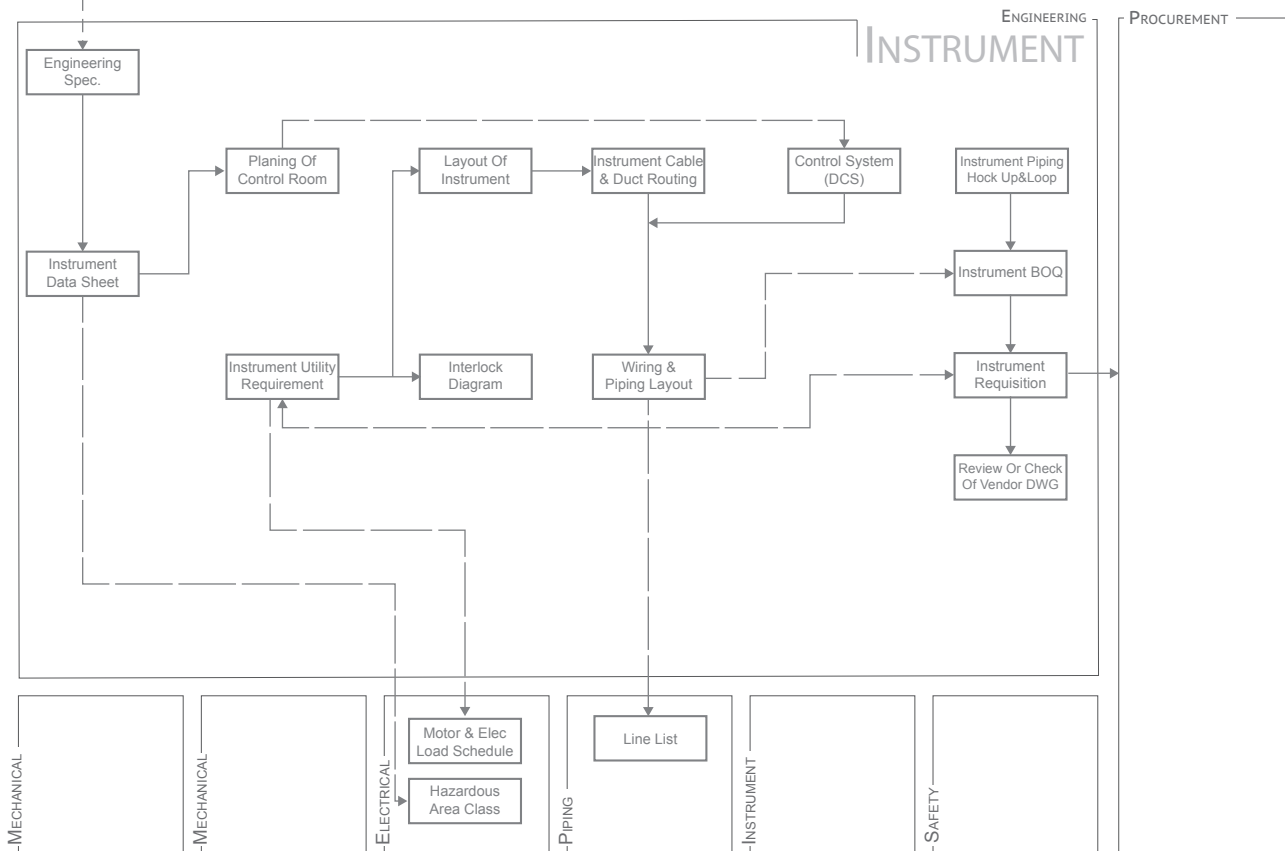 ENGINEERING
PROCUREMENT
INSTRUMENT
Engineering
Spec.
Planing Of
Control Room
Layout Of
Instrument
Instrument Cable
& Duct Routing
Control System
(DCS)
Instrument Piping
Hock Up&Loop
Instrument
Data Sheet
Instrument BOQ
Instrument Utility
Requirement
Interlock
Diagram
Wiring &
Piping Layout
Instrument
Requisition
Review Or Check
Of Vendor DWG
MECHANICAL
MECHANICAL
ELECTRICAL
Motor & Elec
Load Schedule
Hazardous
Area Class
PIPING
Line List
INSTRUMENT
SAFETY